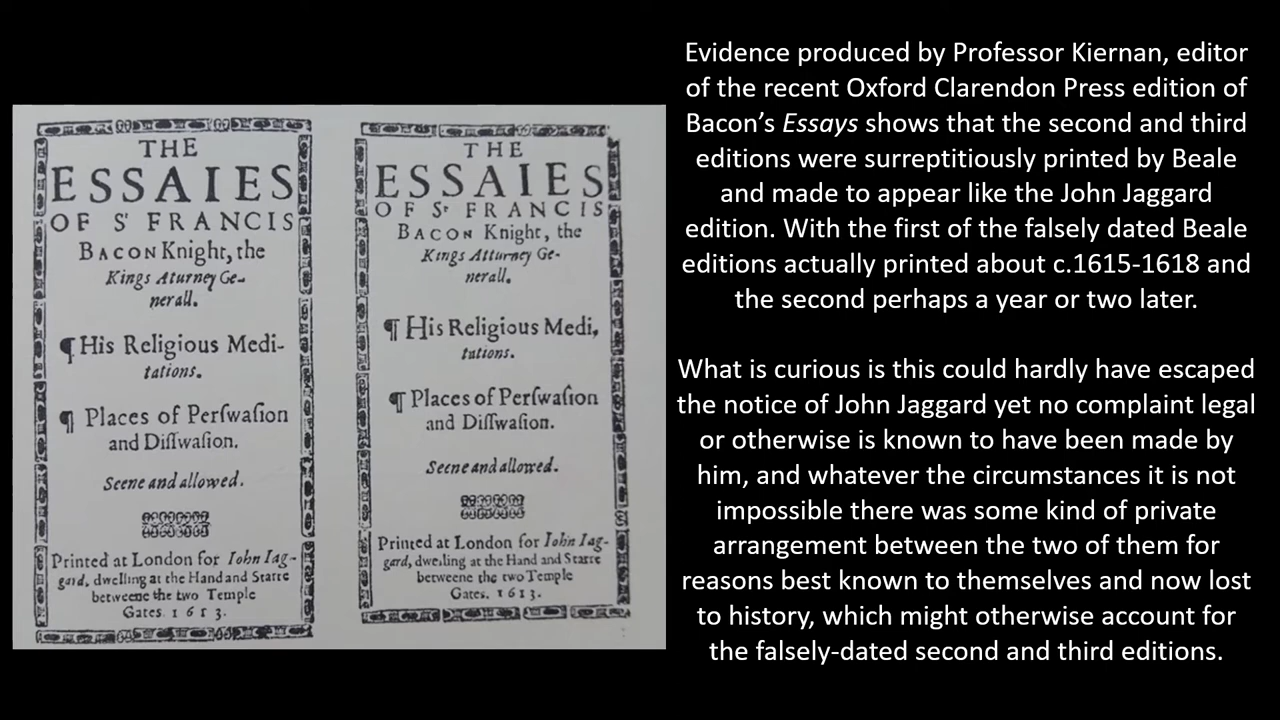 THE
ESSAIES
OF Sʳ FRANCIS
BACON Knight, the
Kings Aturney Ge-
nerall.
¶ His Religious Medi-
tations.
¶ Places of Perſwaſion
and Diſſwaſion.
Seene and allowed.
Printed at London for Iohn Iag-
gard, dwelling at the Hand and Starre
betweene the two Temple
Gates. 1613.
THE
ESSAIES
OF Sʳ FRANCIS
BACON Knight, the
Kings Atturney Ge-
nerall.
¶ His Religious Medi,
tations.
¶ Places of Perſwaſion
and Diſſwaſion.
Seene and allowed.
Printed at London for Iohn Iag-
gard, dwelling at the Hand and Starre
betweene the two Temple
Gates. 1613.
Evidence produced by Professor Kiernan, editor
of the recent Oxford Clarendon Press edition of
Bacon’s Essays shows that the second and third
editions were surreptitiously printed by Beale
and made to appear like the John Jaggard
edition. With the first of the falsely dated Beale
editions actually printed about c.1615-1618 and
the second perhaps a year or two later.
What is curious is this could hardly have escaped
the notice of John Jaggard yet no complaint legal
or otherwise is known to have been made by
him, and whatever the circumstances it is not
impossible there was some kind of private
arrangement between the two of them for
reasons best known to themselves and now lost
to history, which might otherwise account for
the falsely-dated second and third editions.